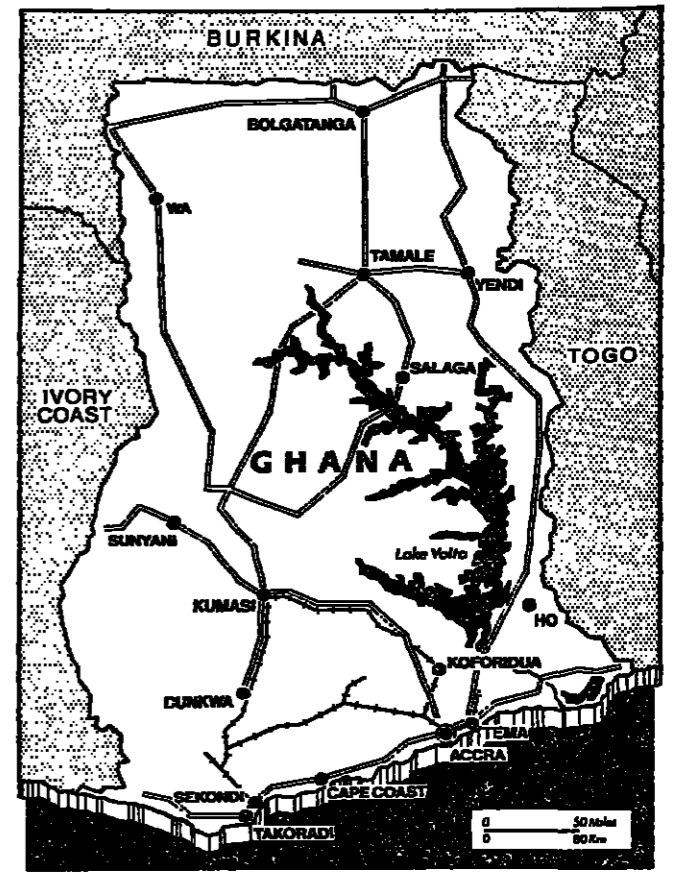 BURKINA
BOLGATANGA
WA
TAMALE
YENDI
TOGO
SALAGA
IVORY
COAST
GHANA
SUNYANI
Lake Volta
KUMASI
HO
KOFORIDUA
DUNKWA
TEMA
ACCRA
SEKONDI
CAPE COAST
TAKORADI
0 50 Miles
0 80 Km